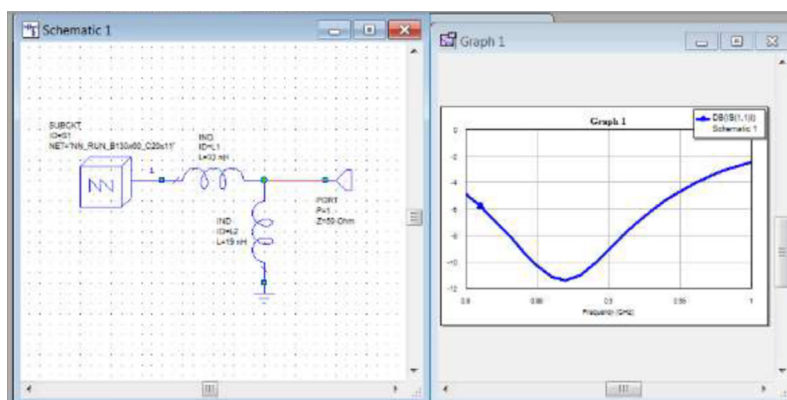 Schematic 1
SUBCKT
ID=S1
NET="NN_RUN_B130x60_C20x11"
NN
1
IND
ID=L1
IND
ID=L2
L=19 nH
PORT
P=1
Z=50 Ohm
Graph 1
Graph 1
DB(|S(1,1)|)
Schematic 1
0
-2
-4
-6
-8
-10
-12
0.8
0.85
0.9
0.95
1
Frequency (GHz)